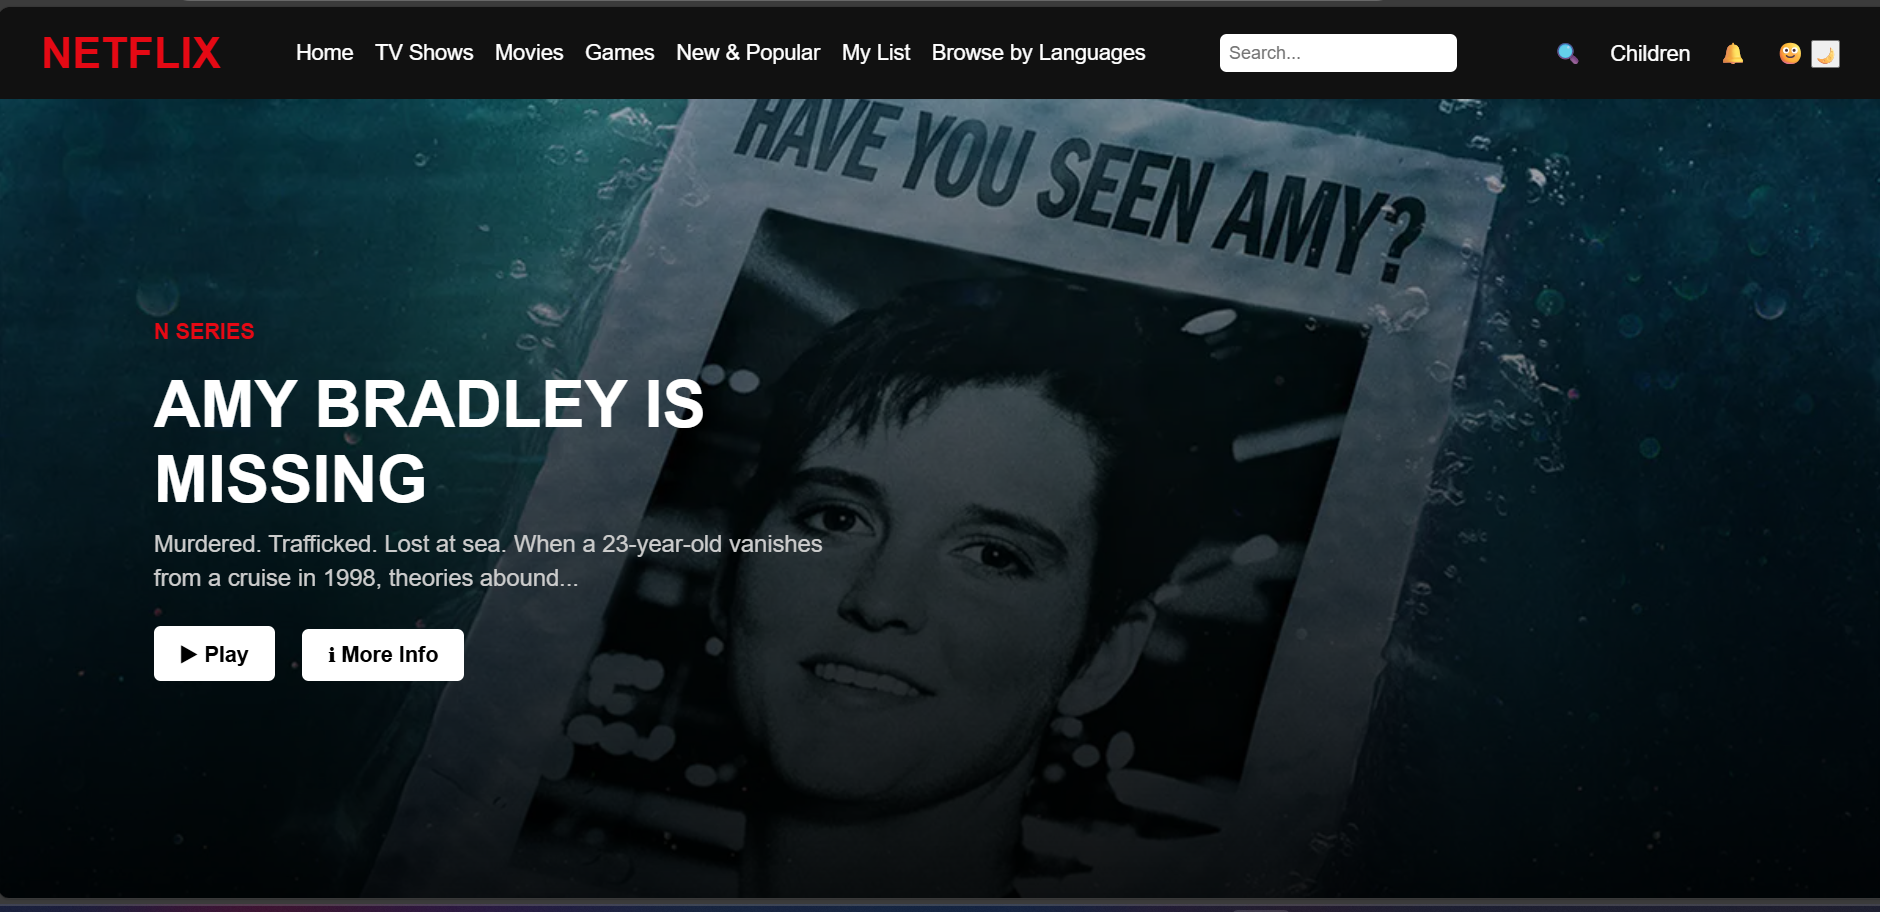 NETFLIX
Home TV Shows Movies Games New & Popular My List Browse by Languages
Search...
Children
HAVE YOU SEEN AMY?
N SERIES
AMY BRADLEY IS
MISSING
Murdered. Trafficked. Lost at sea. When a 23-year-old vanishes
from a cruise in 1998, theories abound...
▶ Play
ℹ More Info